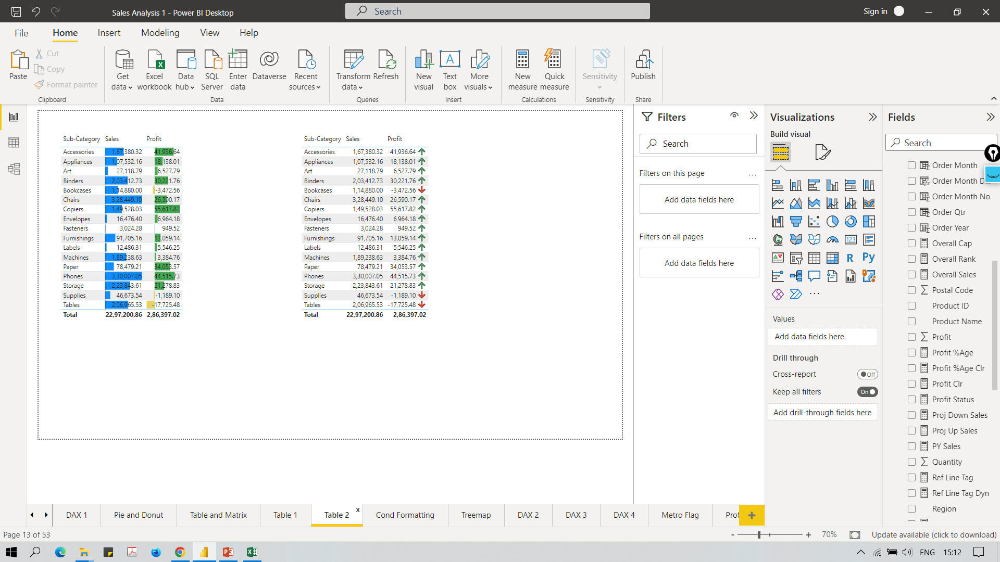 Sales Analysis 1 - Power BI Desktop
Search
Sign in
File Home Insert Modeling View Help
Paste
Cut
Copy
Format painter
Clipboard
Get data
Excel workbook
Data hub
SQL Server
Enter data
Dataverse
Recent sources
Data
Transform data
Refresh
Queries
New visual
Text box
More visuals
Insert
New measure
Quick measure
Calculations
Sensitivity
Sensitivity
Publish
Share
Sub-Category Sales Profit
Accessories 1,67,380.32 41,936.64
Appliances 1,07,532.16 18,138.01
Art 27,118.79 6,527.79
Binders 2,03,412.73 30,221.76
Bookcases 1,14,880.00 -3,472.56
Chairs 3,28,449.10 26,590.17
Copiers 1,49,528.03 55,617.82
Envelopes 16,476.40 6,964.18
Fasteners 3,024.28 949.52
Furnishings 91,705.16 13,059.14
Labels 12,486.31 5,546.25
Machines 1,89,238.63 3,384.76
Paper 78,479.21 34,053.57
Phones 3,30,007.05 44,515.73
Storage 2,23,843.61 21,278.83
Supplies 46,673.54 -1,189.10
Tables 2,06,965.53 -17,725.48
Total 22,97,200.86 2,86,397.02
Sub-Category Sales Profit
Accessories 1,67,380.32 41,936.64
Appliances 1,07,532.16 18,138.01
Art 27,118.79 6,527.79
Binders 2,03,412.73 30,221.76
Bookcases 1,14,880.00 -3,472.56
Chairs 3,28,449.10 26,590.17
Copiers 1,49,528.03 55,617.82
Envelopes 16,476.40 6,964.18
Fasteners 3,024.28 949.52
Furnishings 91,705.16 13,059.14
Labels 12,486.31 5,546.25
Machines 1,89,238.63 3,384.76
Paper 78,479.21 34,053.57
Phones 3,30,007.05 44,515.73
Storage 2,23,843.61 21,278.83
Supplies 46,673.54 -1,189.10
Tables 2,06,965.53 -17,725.48
Total 22,97,200.86 2,86,397.02
Filters
Search
Filters on this page ...
Add data fields here
Filters on all pages ...
Add data fields here
Visualizations
Build visual
123
R Py
...
Values
Add data fields here
Drill through
Cross-report Off
Keep all filters On
Add drill-through fields here
Fields
Search
Order Month
Order Month D...
Order Month No
Order Qtr
Order Year
Overall Cap
Overall Rank
Overall Sales
Postal Code
Product ID
Product Name
Profit
Profit %Age
Profit %Age Clr
Profit Clr
Profit Status
Proj Down Sales
Proj Up Sales
PY Sales
Quantity
Ref Line Tag
Ref Line Tag Dyn
Region
DAX 1 Pie and Donut Table and Matrix Table 1 Table 2 x Cond Formatting Treemap DAX 2 DAX 3 DAX 4 Metro Flag Prof
Page 13 of 53
- + 70%
Update available (click to download)
ENG 15:12